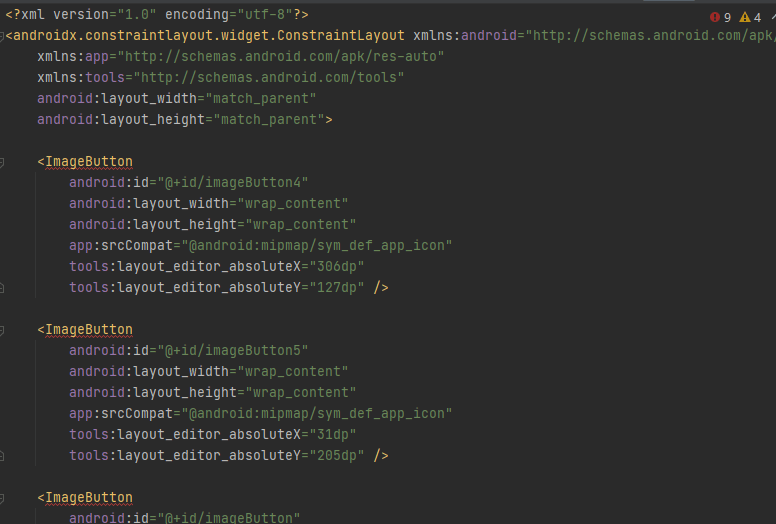 <?xml version="1.0" encoding="utf-8"?>
9 4
<androidx.constraintlayout.widget.ConstraintLayout xmlns:android="http://schemas.android.com/apk/
    xmlns:app="http://schemas.android.com/apk/res-auto"
    xmlns:tools="http://schemas.android.com/tools"
    android:layout_width="match_parent"
    android:layout_height="match_parent">
    <ImageButton
        android:id="@+id/imageButton4"
        android:layout_width="wrap_content"
        android:layout_height="wrap_content"
        app:srcCompat="@android:mipmap/sym_def_app_icon"
        tools:layout_editor_absoluteX="306dp"
        tools:layout_editor_absoluteY="127dp" />
    <ImageButton
        android:id="@+id/imageButton5"
        android:layout_width="wrap_content"
        android:layout_height="wrap_content"
        app:srcCompat="@android:mipmap/sym_def_app_icon"
        tools:layout_editor_absoluteX="31dp"
        tools:layout_editor_absoluteY="205dp" />
    <ImageButton
        android:id="@+id/imageButton"